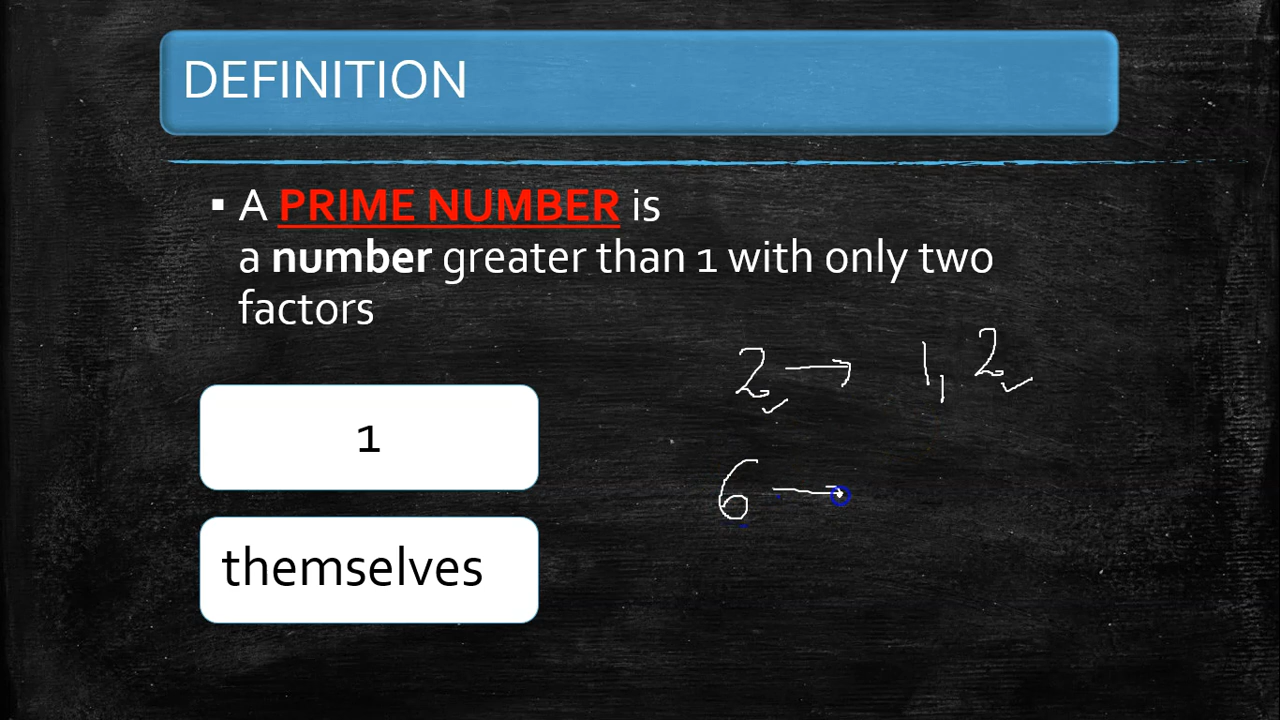 DEFINITION
▪ A PRIME NUMBER is
a number greater than 1 with only two
factors
2 → 1, 2
1
6 →
themselves